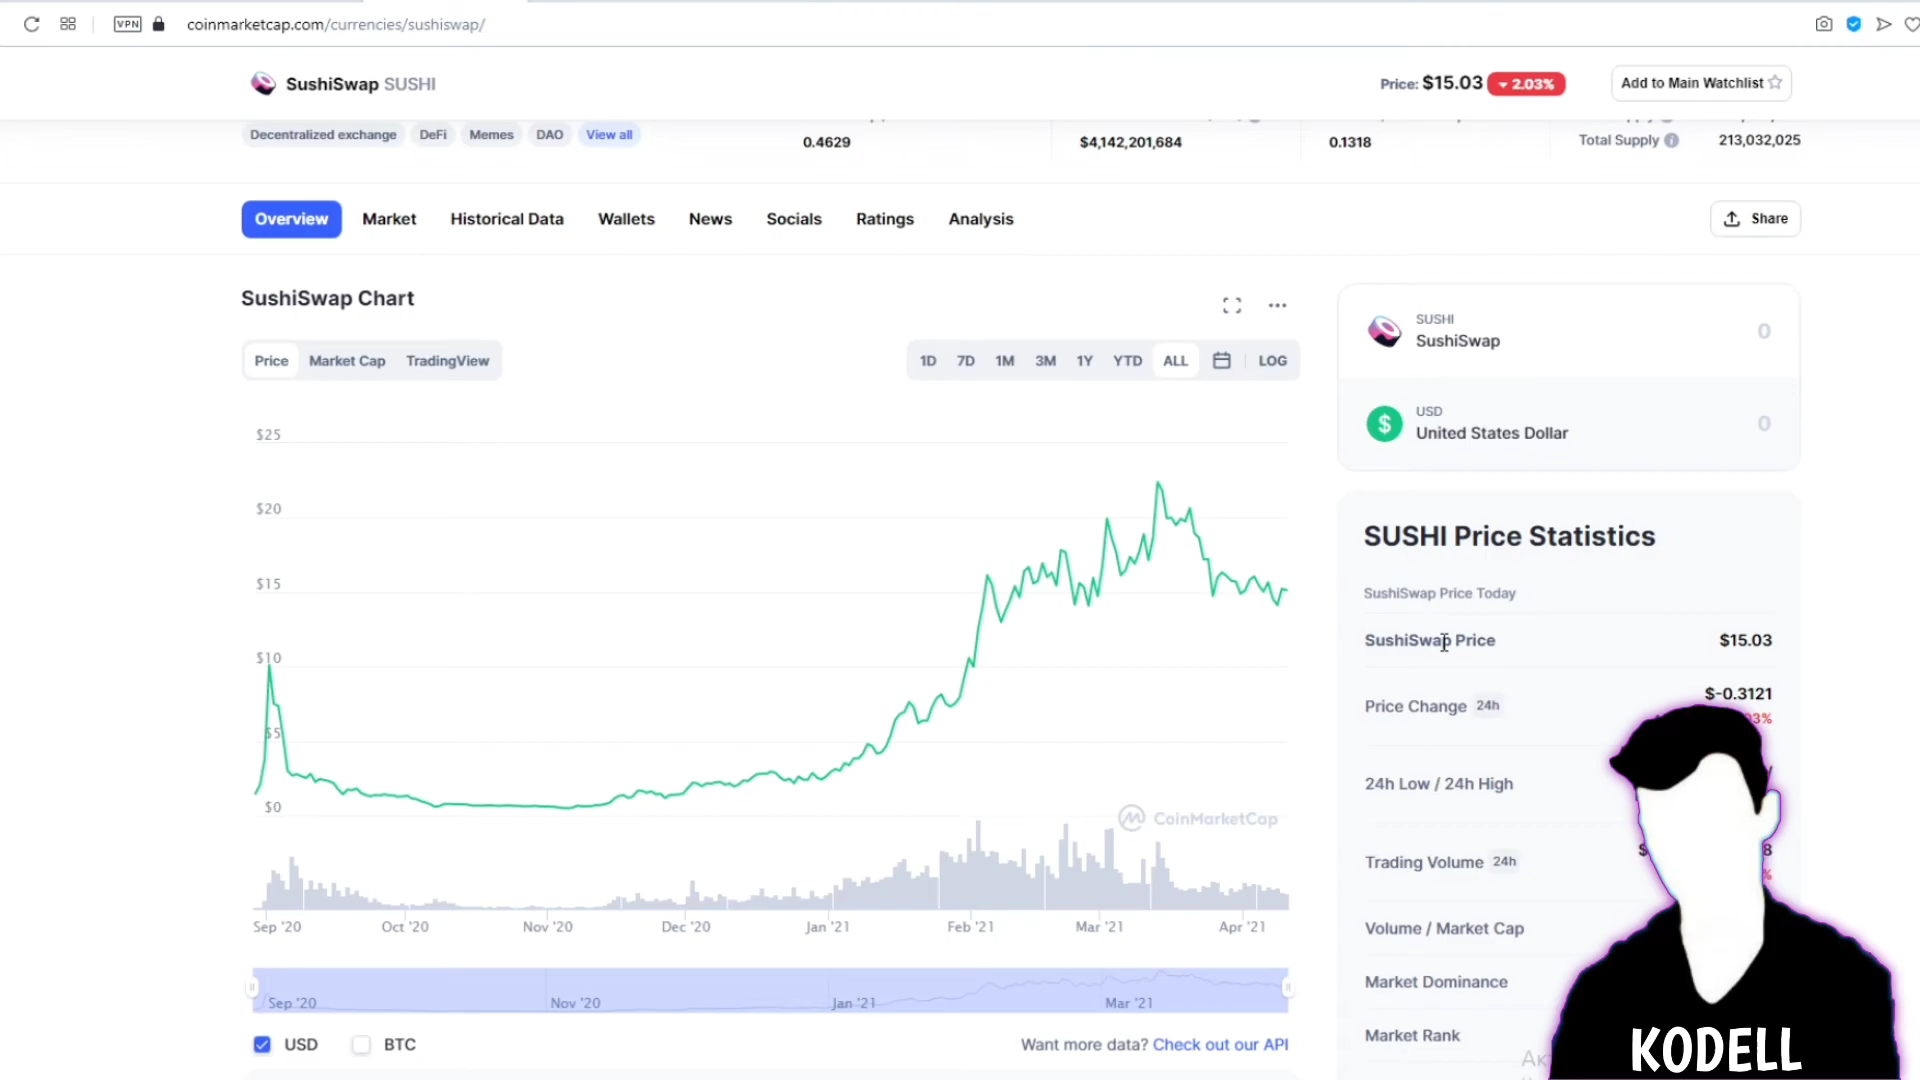 VPN coinmarketcap.com/currencies/sushiswap/
SushiSwap SUSHI Price: $15.03 2.03% Add to Main Watchlist
Decentralized exchange DeFi Memes DAO View all 0.4629 $4,142,201,684 0.1318 Total Supply 213,032,025
Overview Market Historical Data Wallets News Socials Ratings Analysis Share
SushiSwap Chart
Price Market Cap TradingView 1D 7D 1M 3M 1Y YTD ALL LOG
$25
$20
$15
$10
$5
$0
CoinMarketCap
Sep '20 Oct '20 Nov '20 Dec '20 Jan '21 Feb '21 Mar '21 Apr '21
Sep '20 Nov '20 Jan '21 Mar '21
USD BTC Want more data? Check out our API
SUSHI
SushiSwap 0
USD
$ United States Dollar 0
SUSHI Price Statistics
SushiSwap Price Today
SushiSwap Price $15.03
Price Change 24h $-0.3121
3%
24h Low / 24h High
Trading Volume 24h $ 8
%
Volume / Market Cap
Market Dominance
Market Rank
KODELL